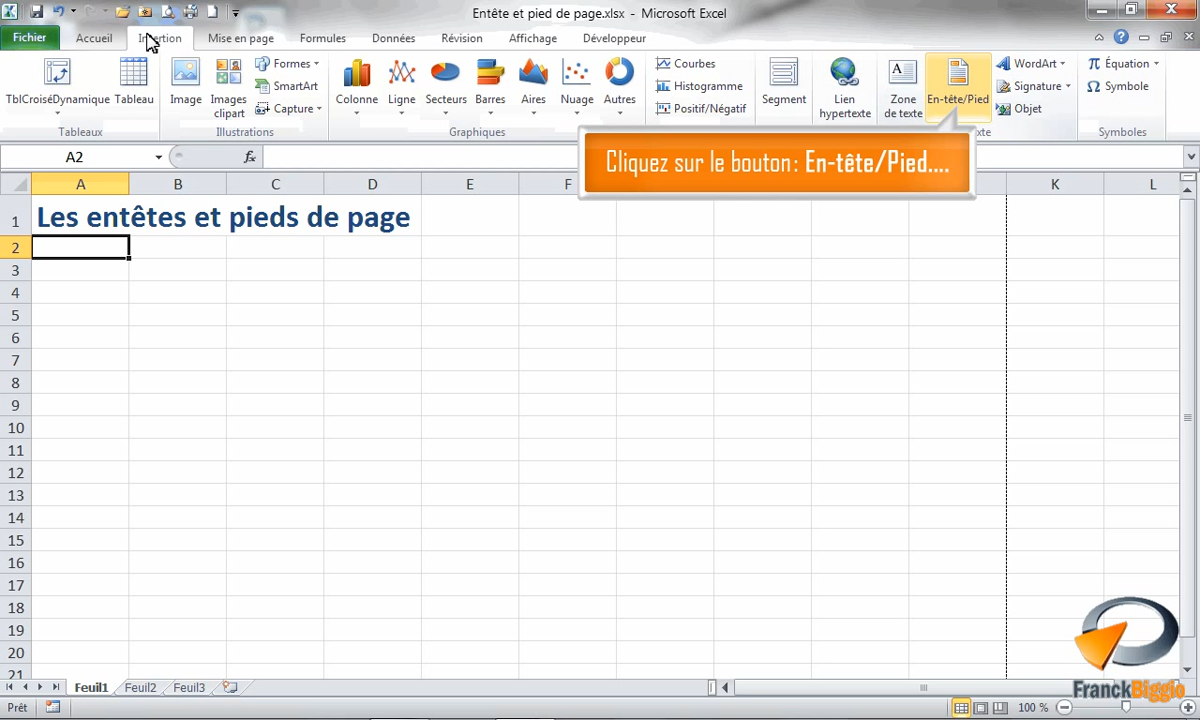 Entête et pied de page.xlsx - Microsoft Excel
Fichier Accueil Insertion Mise en page Formules Données Révision Affichage Développeur
TblCroiséDynamique Tableau
Tableaux
Image Images clipart Formes SmartArt Capture
Illustrations
Colonne Ligne Secteurs Barres Aires Nuage Autres
Graphiques
Courbes
Histogramme
Positif/Négatif
Segment
Lien hypertexte
Zone de texte En-tête/Pied WordArt
Signature
Objet
Équation
Symbole
Symboles
Cliquez sur le bouton : En-tête/Pied....
A2 fx
A B C D E F K L
1 Les entêtes et pieds de page
2
3
4
5
6
7
8
9
10
11
12
13
14
15
16
17
18
19
20
21
FranckBiggio
Feuil1 Feuil2 Feuil3
Prêt 100 %